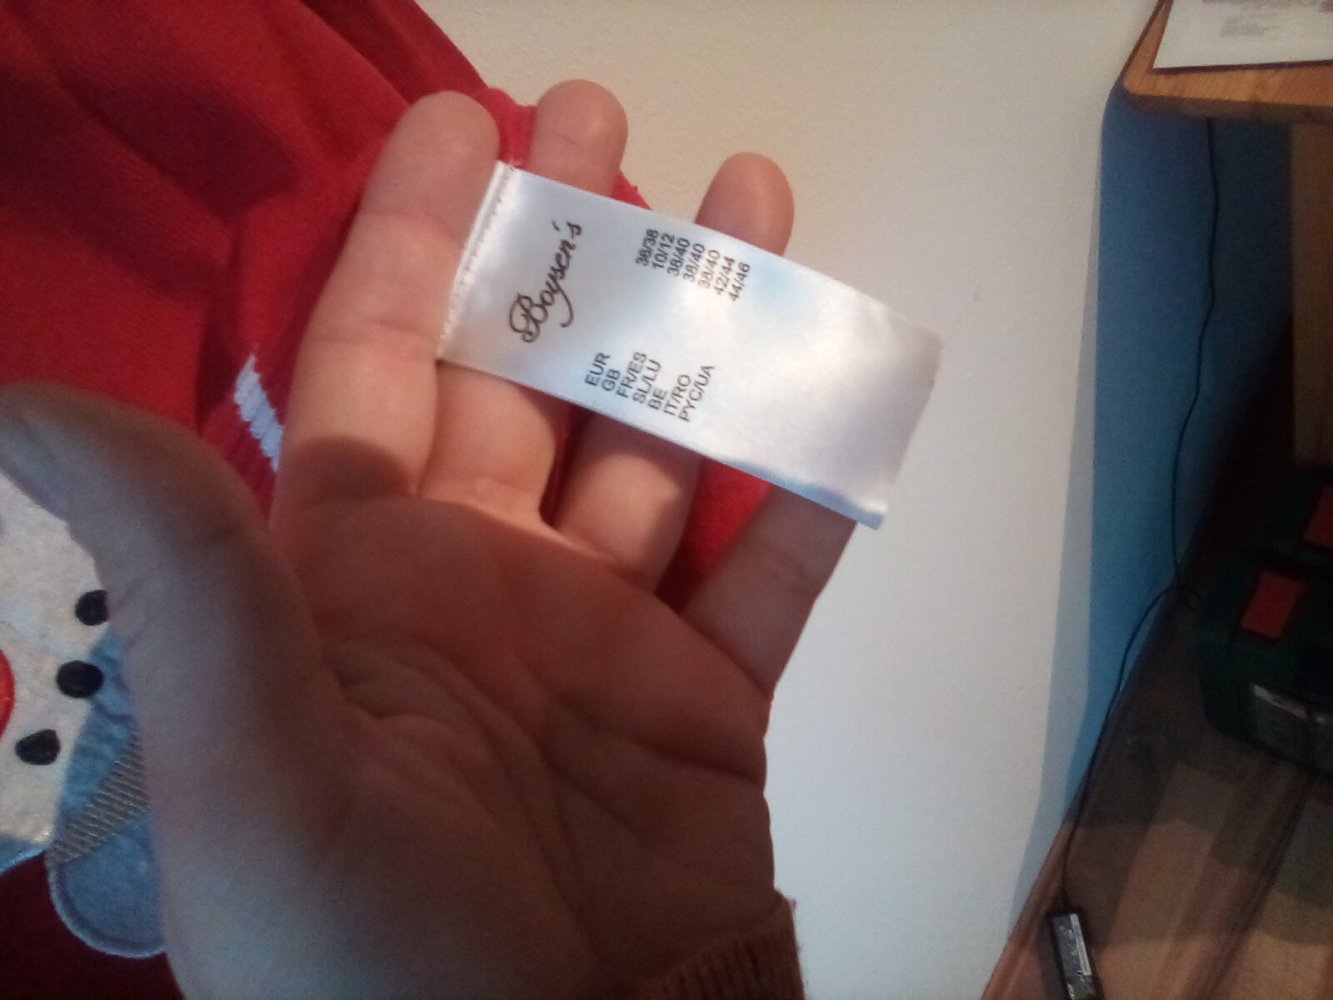 Boysen's
EUR 36/38
GB 10/12
FR/ES 38/40
SL/LU 38/40
BE 38/40
IT/RO 42/44
PYC/UA 44/46